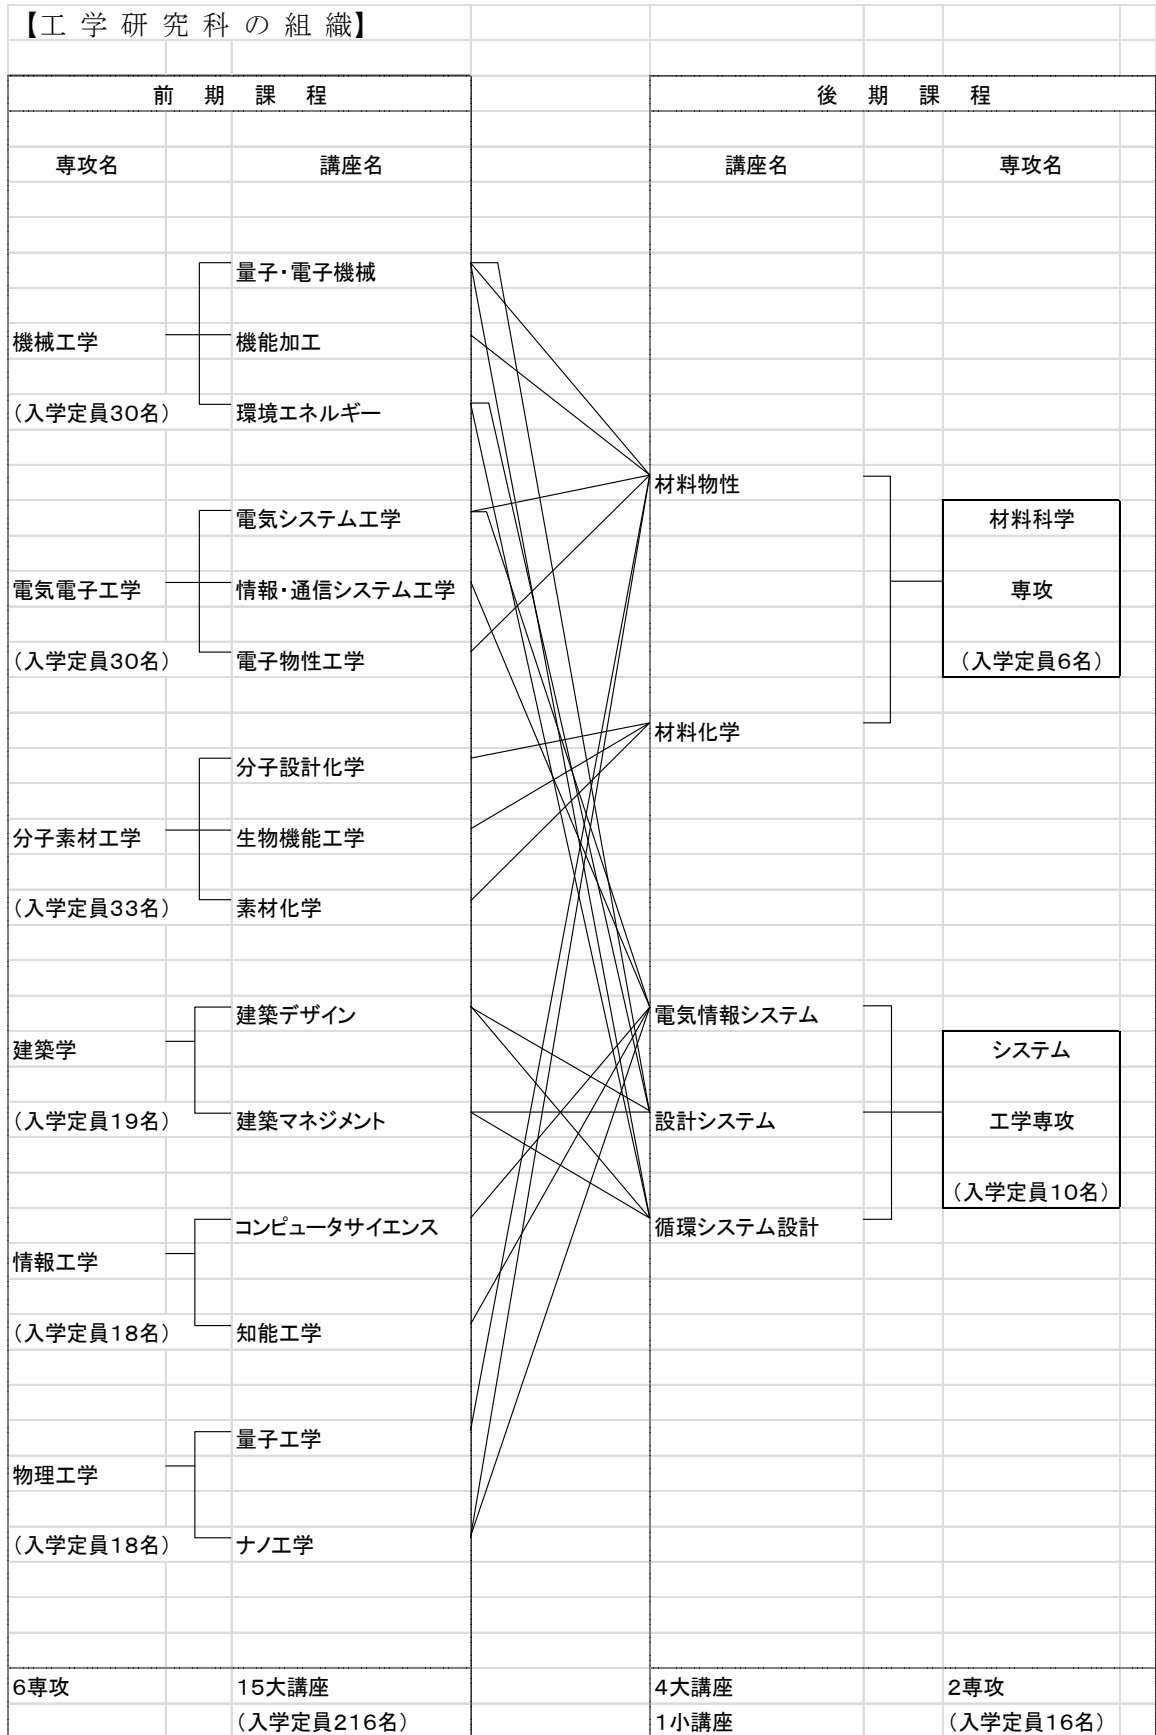 【工 学 研 究 科 の 組 織】
前 期 課 程
後 期 課 程
専攻名
講座名
講座名
専攻名
量子・電子機械
機械工学
機能加工
(入学定員30名)
環境エネルギー
材料物性
電気システム工学
材料科学
電気電子工学
情報・通信システム工学
専攻
(入学定員30名)
電子物性工学
(入学定員6名)
材料化学
分子設計化学
分子素材工学
生物機能工学
(入学定員33名)
素材化学
建築デザイン
電気情報システム
建築学
システム
(入学定員19名)
建築マネジメント
設計システム
工学専攻
(入学定員10名)
コンピュータサイエンス
循環システム設計
情報工学
(入学定員18名)
知能工学
量子工学
物理工学
(入学定員18名)
ナノ工学
6専攻
15大講座
4大講座
2専攻
(入学定員216名)
1小講座
(入学定員16名)